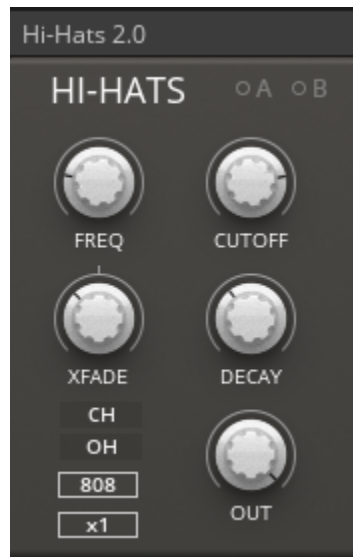 Hi-Hats 2.0
HI-HATS A B
FREQ CUTOFF
XFADE DECAY
CH
OH
808
x1
OUT